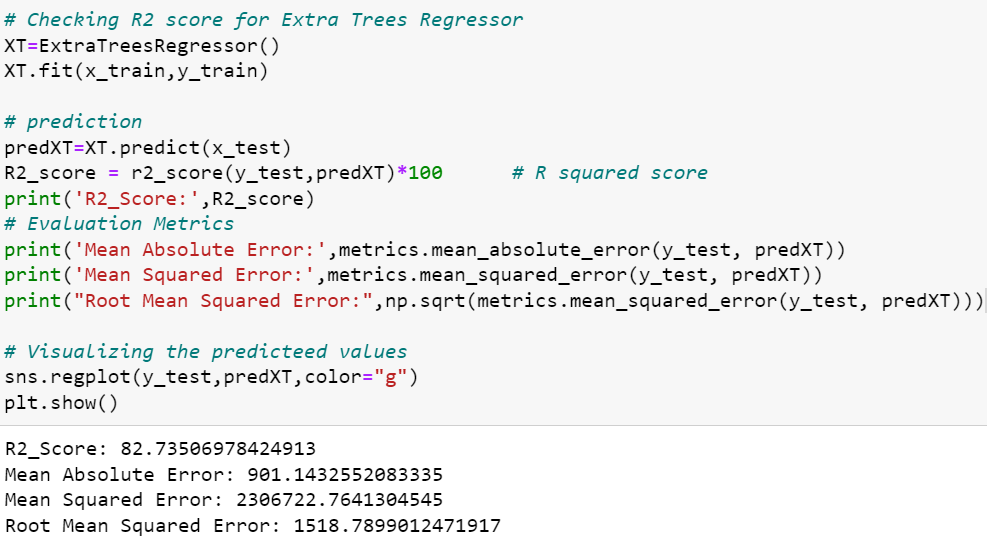 # Checking R2 score for Extra Trees Regressor
XT=ExtraTreesRegressor()
XT.fit(x_train,y_train)
# prediction
predXT=XT.predict(x_test)
R2_score = r2_score(y_test,predXT)*100      # R squared score
print('R2_Score:',R2_score)
# Evaluation Metrics
print('Mean Absolute Error:',metrics.mean_absolute_error(y_test, predXT))
print('Mean Squared Error:',metrics.mean_squared_error(y_test, predXT))
print("Root Mean Squared Error:",np.sqrt(metrics.mean_squared_error(y_test, predXT)))
# Visualizing the predicteed values
sns.regplot(y_test,predXT,color="g")
plt.show()
R2_Score: 82.73506978424913
Mean Absolute Error: 901.1432552083335
Mean Squared Error: 2306722.7641304545
Root Mean Squared Error: 1518.7899012471917